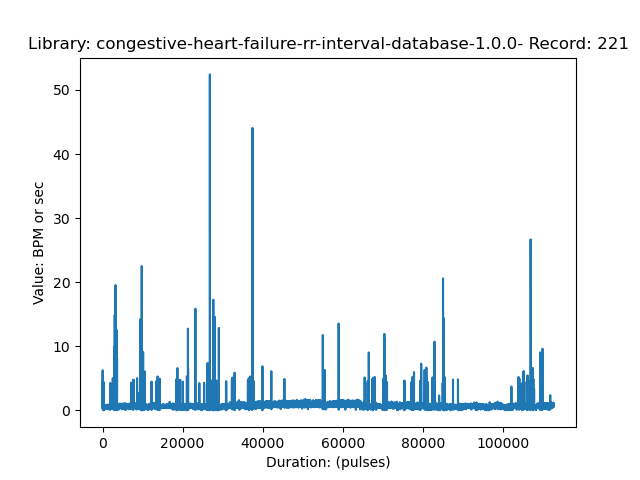 Library: congestive-heart-failure-rr-interval-database-1.0.0- Record: 221
50
40
30
20
10
0
Value: BPM or sec
0 20000 40000 60000 80000 100000
Duration: (pulses)